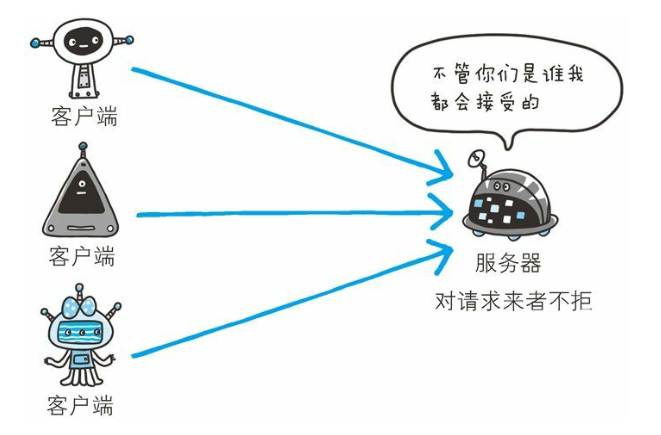 不管你们是谁我
都会接受的
客户端
客户端
服务器
对请求来者不拒
客户端